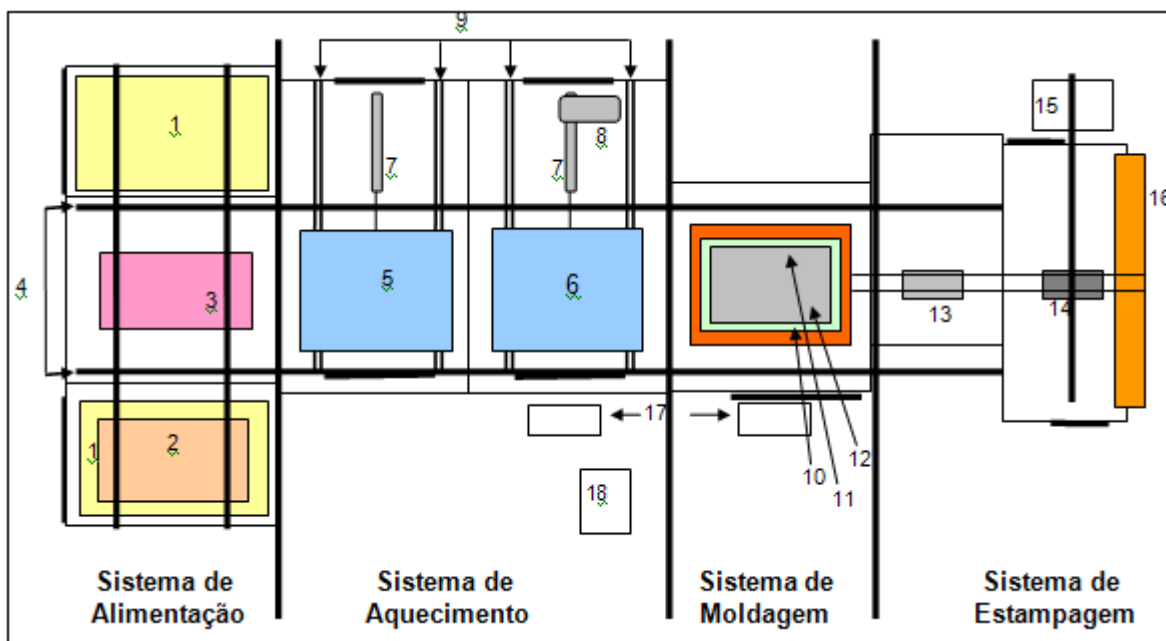 9
1
15
8
7
7
16
4
3
5
6
13
14
17
12
1
2
10
11
18
Sistema de
Alimentação
Sistema de
Aquecimento
Sistema de
Moldagem
Sistema de
Estampagem